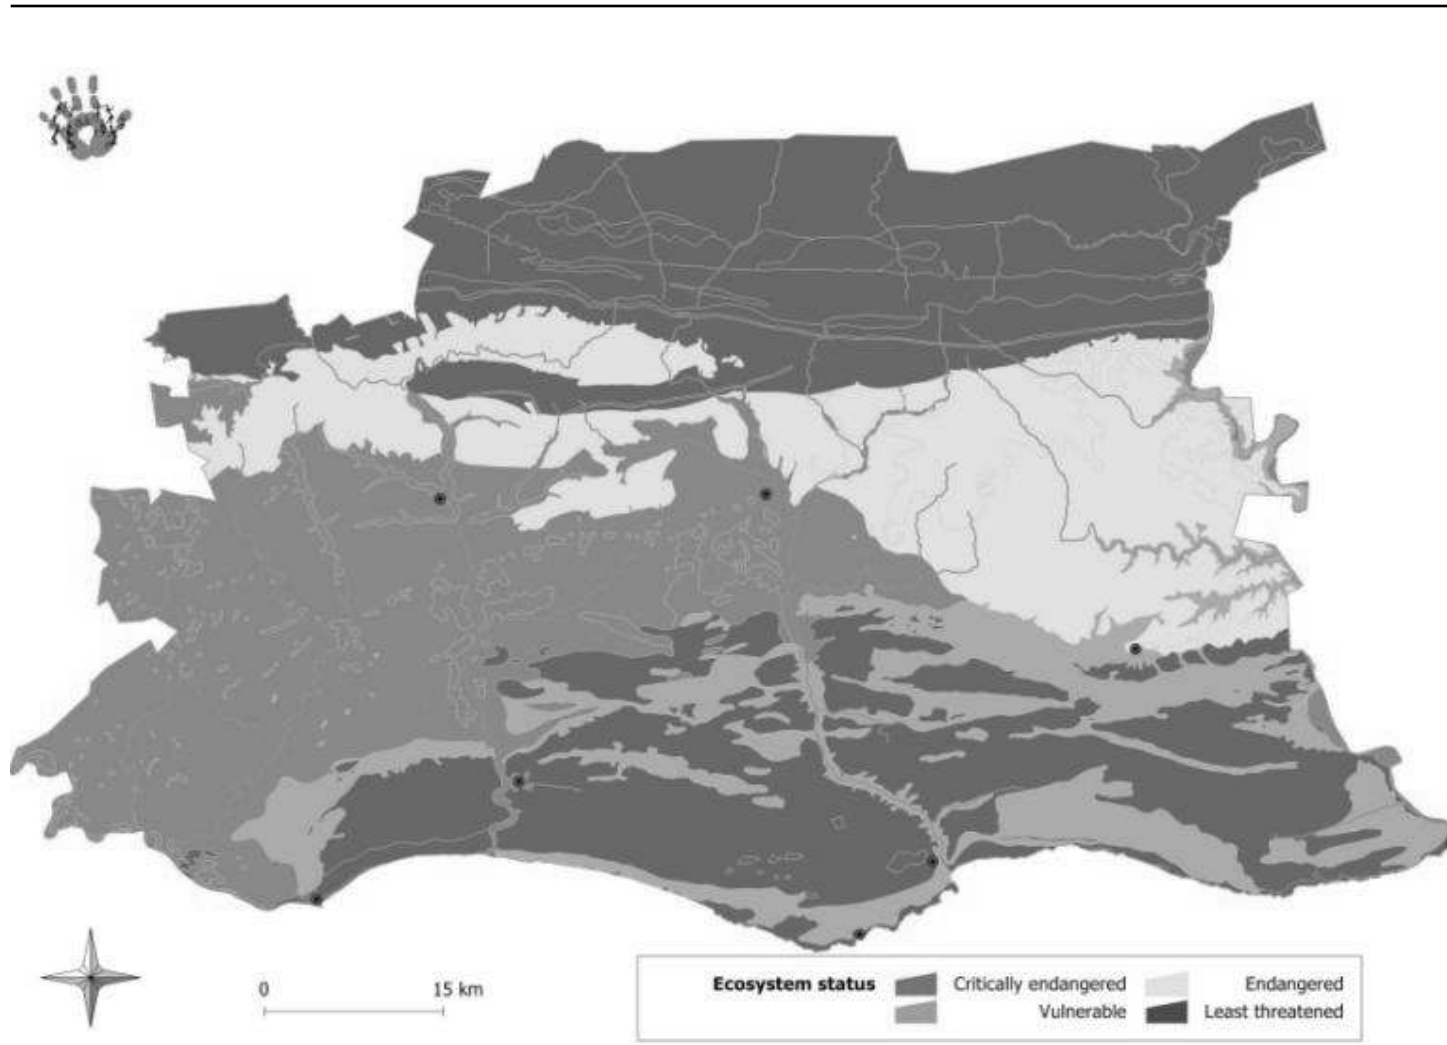 0 15 km
Ecosystem status Critically endangered Endangered
Vulnerable Least threatened